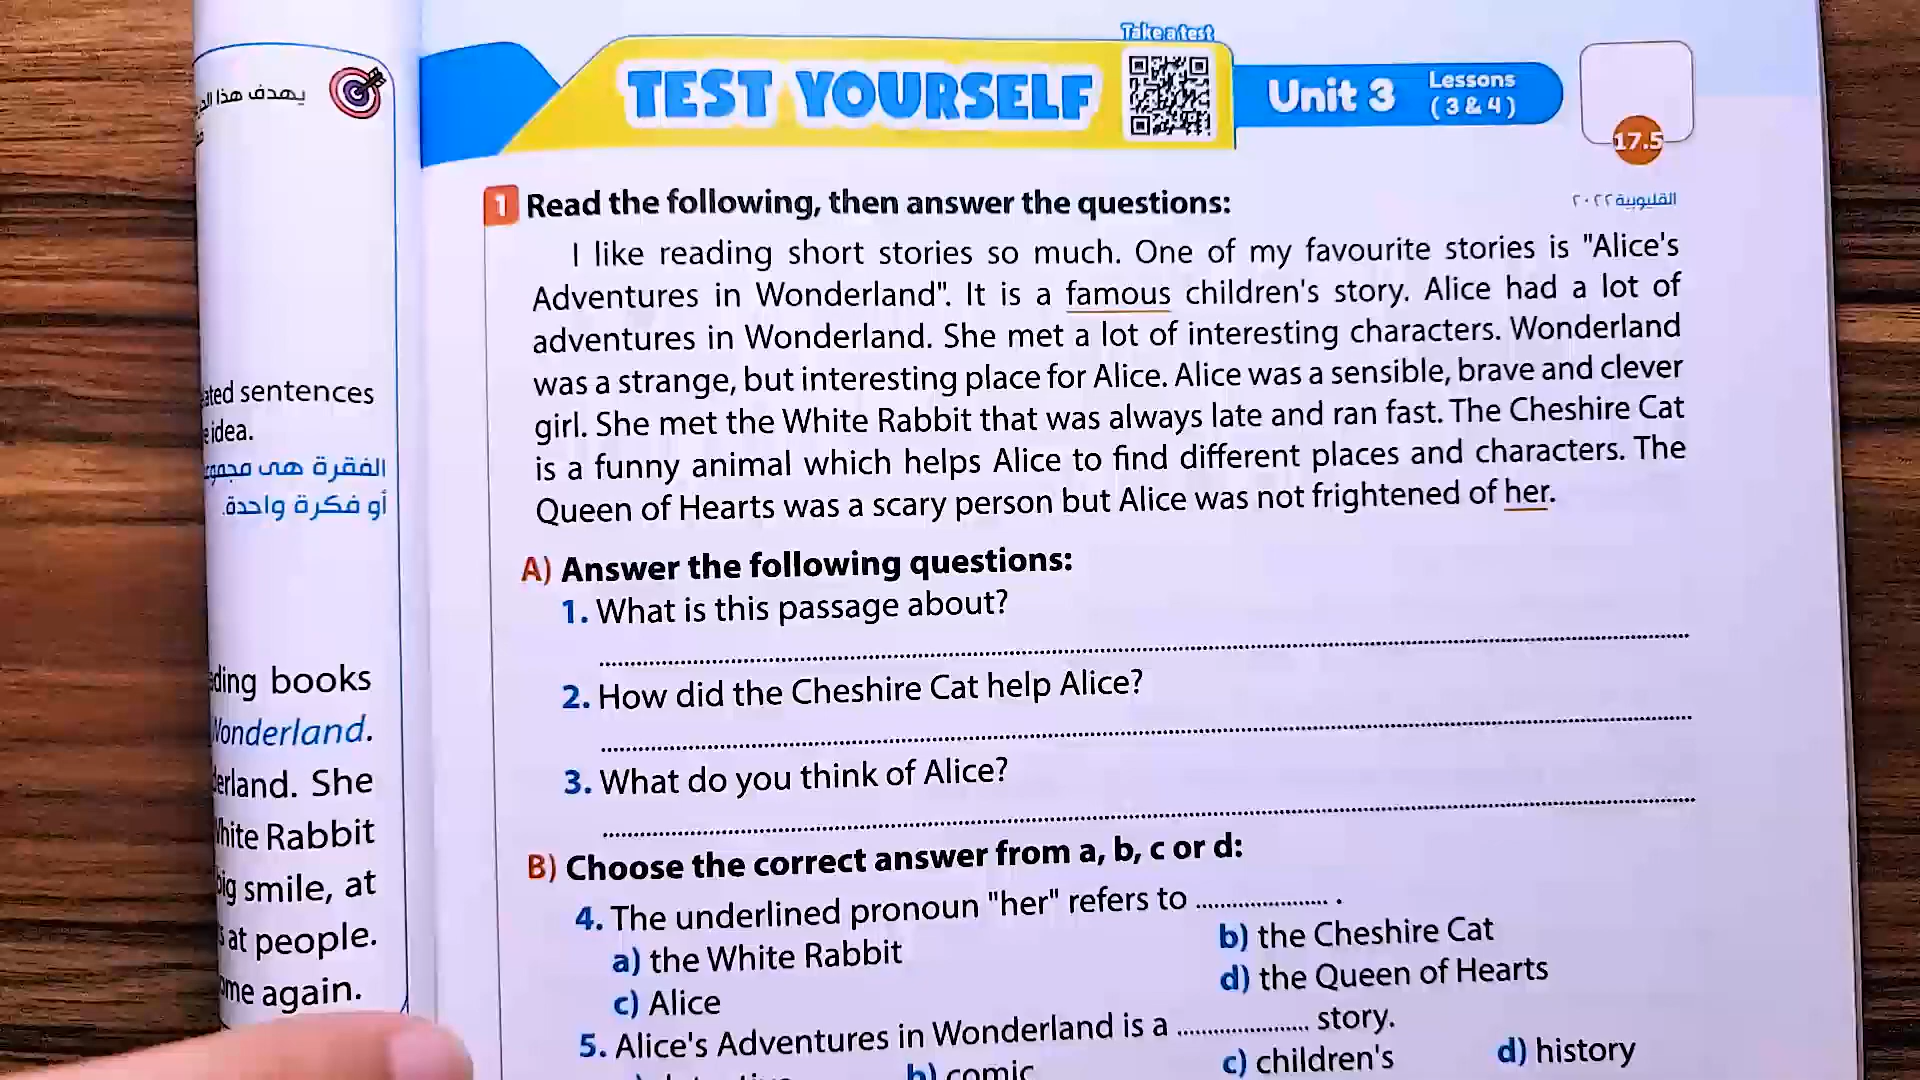 يهدف هذا
ated sentences
idea.
الفقرة هى
أو فكرة واحدة.
ding books
Wonderland.
erland. She
White Rabbit
big smile, at
at people.
me again.
Take a test
TEST YOURSELF
Unit 3
Lessons
(3 & 4)
17.5
القليوبية ٢٠٢٢
1 Read the following, then answer the questions:
I like reading short stories so much. One of my favourite stories is "Alice's
Adventures in Wonderland". It is a famous children's story. Alice had a lot of
adventures in Wonderland. She met a lot of interesting characters. Wonderland
was a strange, but interesting place for Alice. Alice was a sensible, brave and clever
girl. She met the White Rabbit that was always late and ran fast. The Cheshire Cat
is a funny animal which helps Alice to find different places and characters. The
Queen of Hearts was a scary person but Alice was not frightened of her.
A) Answer the following questions:
1. What is this passage about?
2. How did the Cheshire Cat help Alice?
3. What do you think of Alice?
B) Choose the correct answer from a, b, c or d:
4. The underlined pronoun "her" refers to .................... .
a) the White Rabbit
b) the Cheshire Cat
c) Alice
d) the Queen of Hearts
5. Alice's Adventures in Wonderland is a .................... story.
b) comic
c) children's
d) history